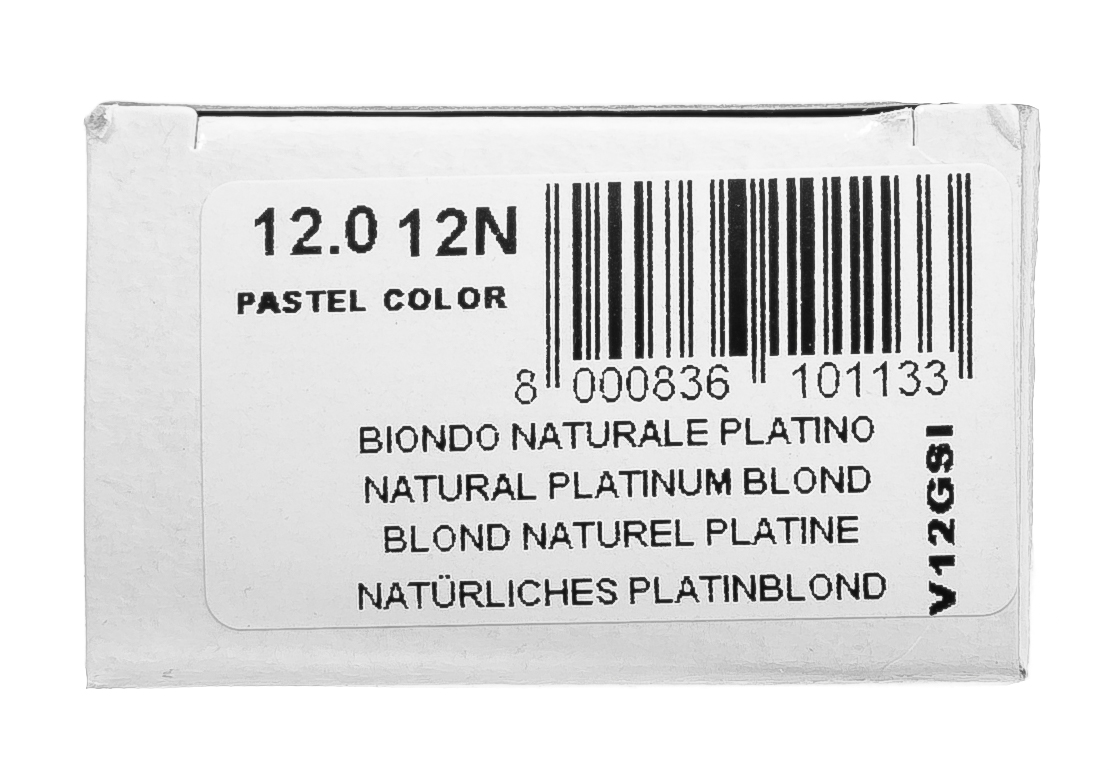 12.0 12N
PASTEL COLOR
8 000836 101133
BIONDO NATURALE PLATINO
NATURAL PLATINUM BLOND
BLOND NATUREL PLATINE
NATÜRLICHES PLATINBLOND
V12GSI